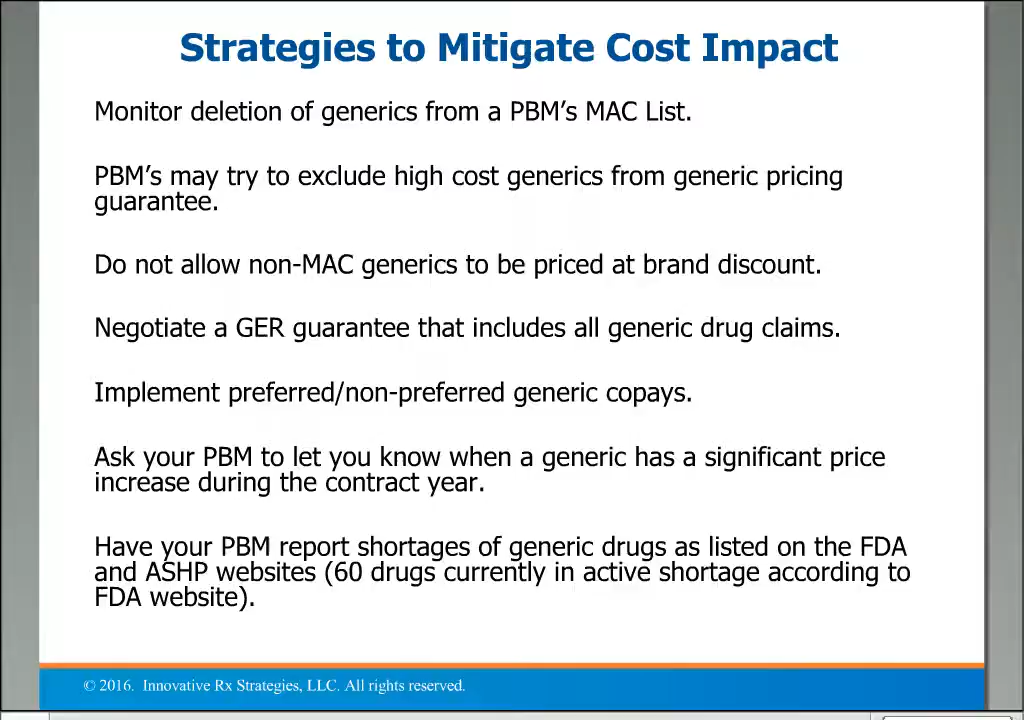 Strategies to Mitigate Cost Impact
Monitor deletion of generics from a PBM’s MAC List.
PBM’s may try to exclude high cost generics from generic pricing
guarantee.
Do not allow non-MAC generics to be priced at brand discount.
Negotiate a GER guarantee that includes all generic drug claims.
Implement preferred/non-preferred generic copays.
Ask your PBM to let you know when a generic has a significant price
increase during the contract year.
Have your PBM report shortages of generic drugs as listed on the FDA
and ASHP websites (60 drugs currently in active shortage according to
FDA website).
© 2016.  Innovative Rx Strategies, LLC. All rights reserved.